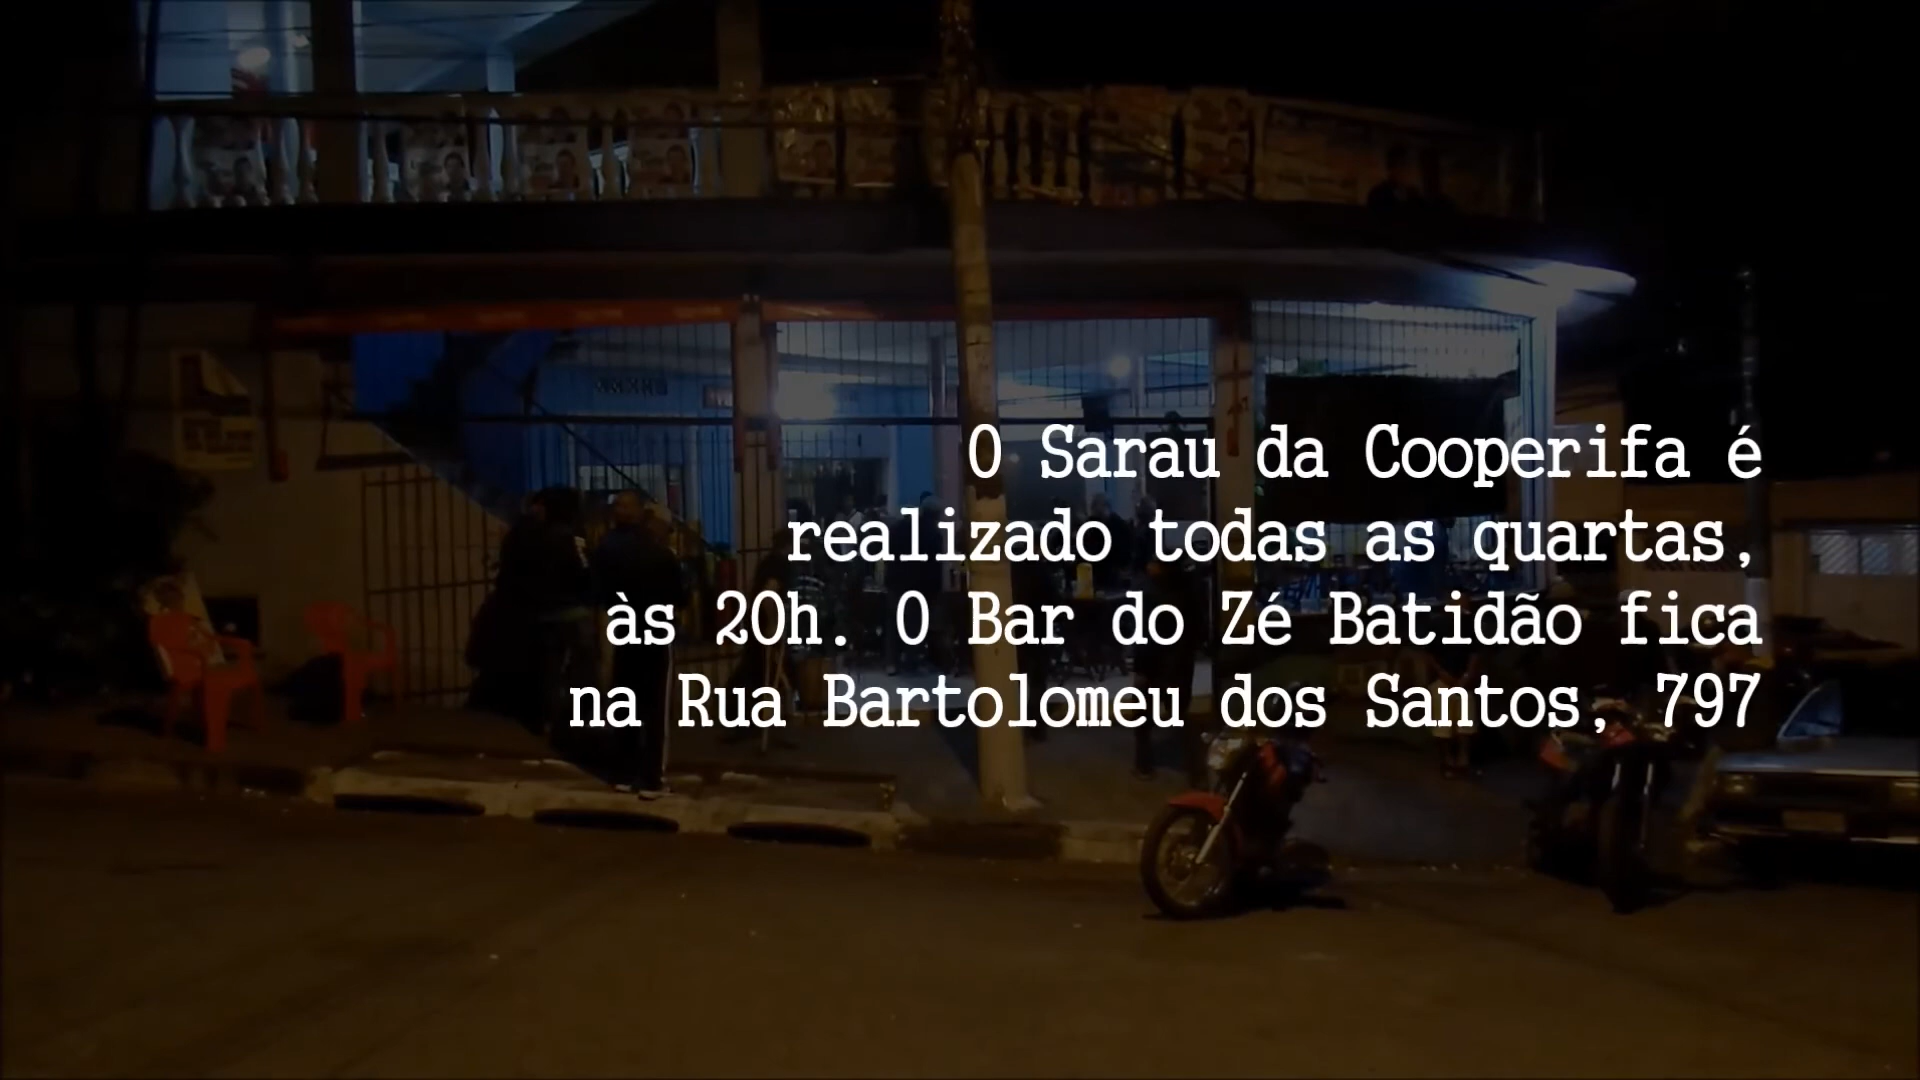 O Sarau da Cooperifa é
realizado todas as quartas,
às 20h. O Bar do Zé Batidão fica
na Rua Bartolomeu dos Santos, 797